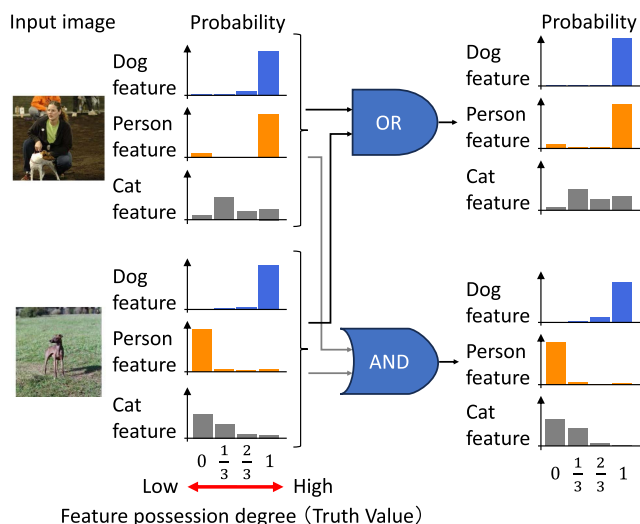 Input image
Probability
Probability
Dog
feature
Person
feature
Cat
feature
OR
Dog
feature
Person
feature
Cat
feature
Dog
feature
Person
feature
Cat
feature
AND
Dog
feature
Person
feature
Cat
feature
0 1/3 2/3 1
0 1/3 2/3 1
Low High
Feature possession degree (Truth Value)